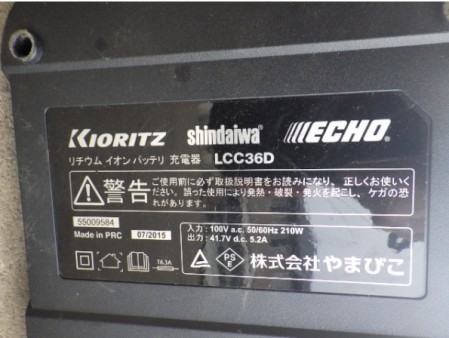 KIORITZ shindaiwa ECHO
リチウム イオン バッテリ 充電器 LCC36D
警告 ご使用前に必ず取扱説明書をお読みになり、正しくお使いく
ださい。誤った使用により発熱・破裂・発火を起こし、ケガの恐
れがあります。
55009584
Made in PRC 07/2015
入力 : 100V a.c. 50/60Hz 210W
出力 : 41.7V d.c. 5.2A
T6.3A
PS
E
株式会社やまびこ